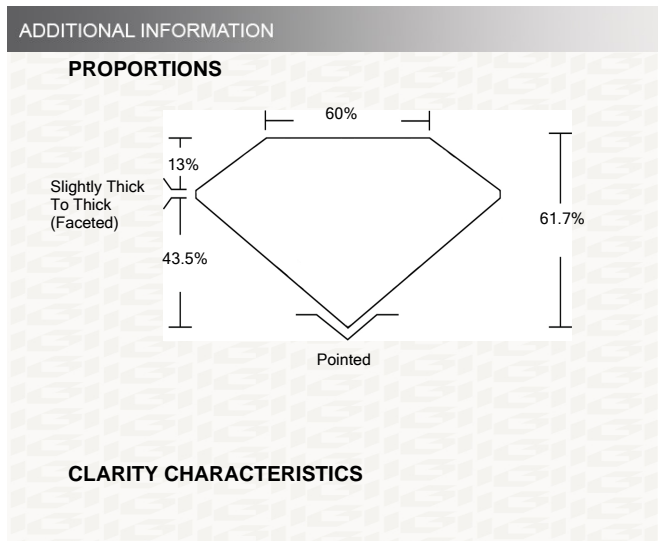 ADDITIONAL INFORMATION
PROPORTIONS
60%
13%
Slightly Thick
To Thick
(Faceted)
61.7%
43.5%
Pointed
CLARITY CHARACTERISTICS